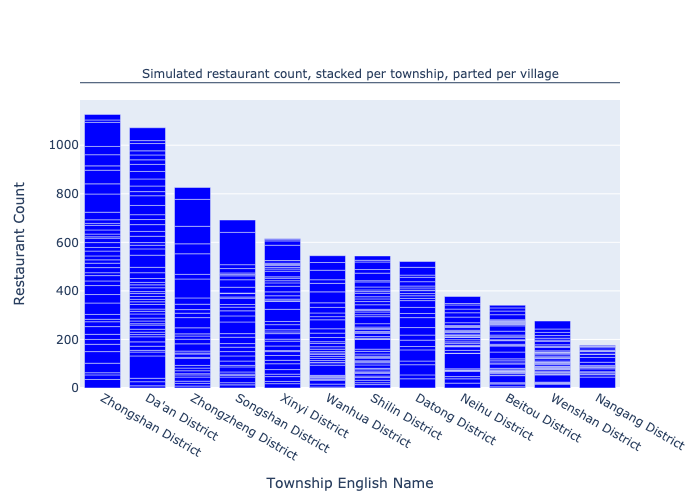 Simulated restaurant count, stacked per township, parted per village
Restaurant Count
1000
800
600
400
200
0
Zhongshan District
Da'an District
Zhongzheng District
Songshan District
Xinyi District
Wanhua District
Shilin District
Datong District
Neihu District
Beitou District
Wenshan District
Nangang District
Township English Name